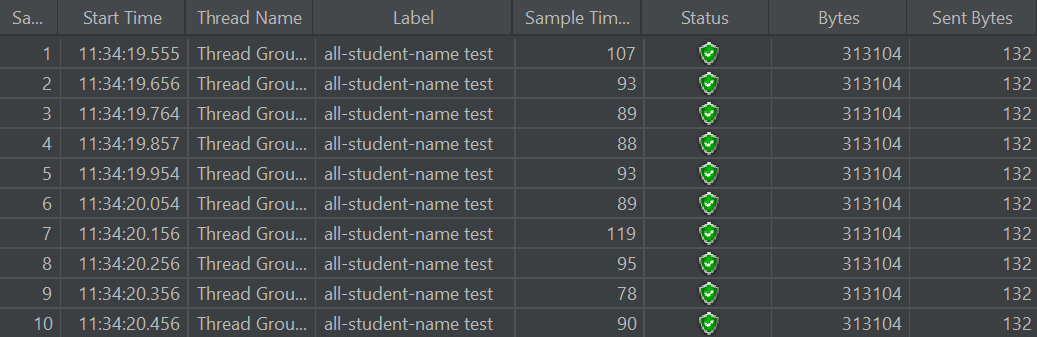 Sa... Start Time Thread Name Label Sample Tim... Status Bytes Sent Bytes
1 11:34:19.555 Thread Grou... all-student-name test 107 313104 132
2 11:34:19.656 Thread Grou... all-student-name test 93 313104 132
3 11:34:19.764 Thread Grou... all-student-name test 89 313104 132
4 11:34:19.857 Thread Grou... all-student-name test 88 313104 132
5 11:34:19.954 Thread Grou... all-student-name test 93 313104 132
6 11:34:20.054 Thread Grou... all-student-name test 89 313104 132
7 11:34:20.156 Thread Grou... all-student-name test 119 313104 132
8 11:34:20.256 Thread Grou... all-student-name test 95 313104 132
9 11:34:20.356 Thread Grou... all-student-name test 78 313104 132
10 11:34:20.456 Thread Grou... all-student-name test 90 313104 132